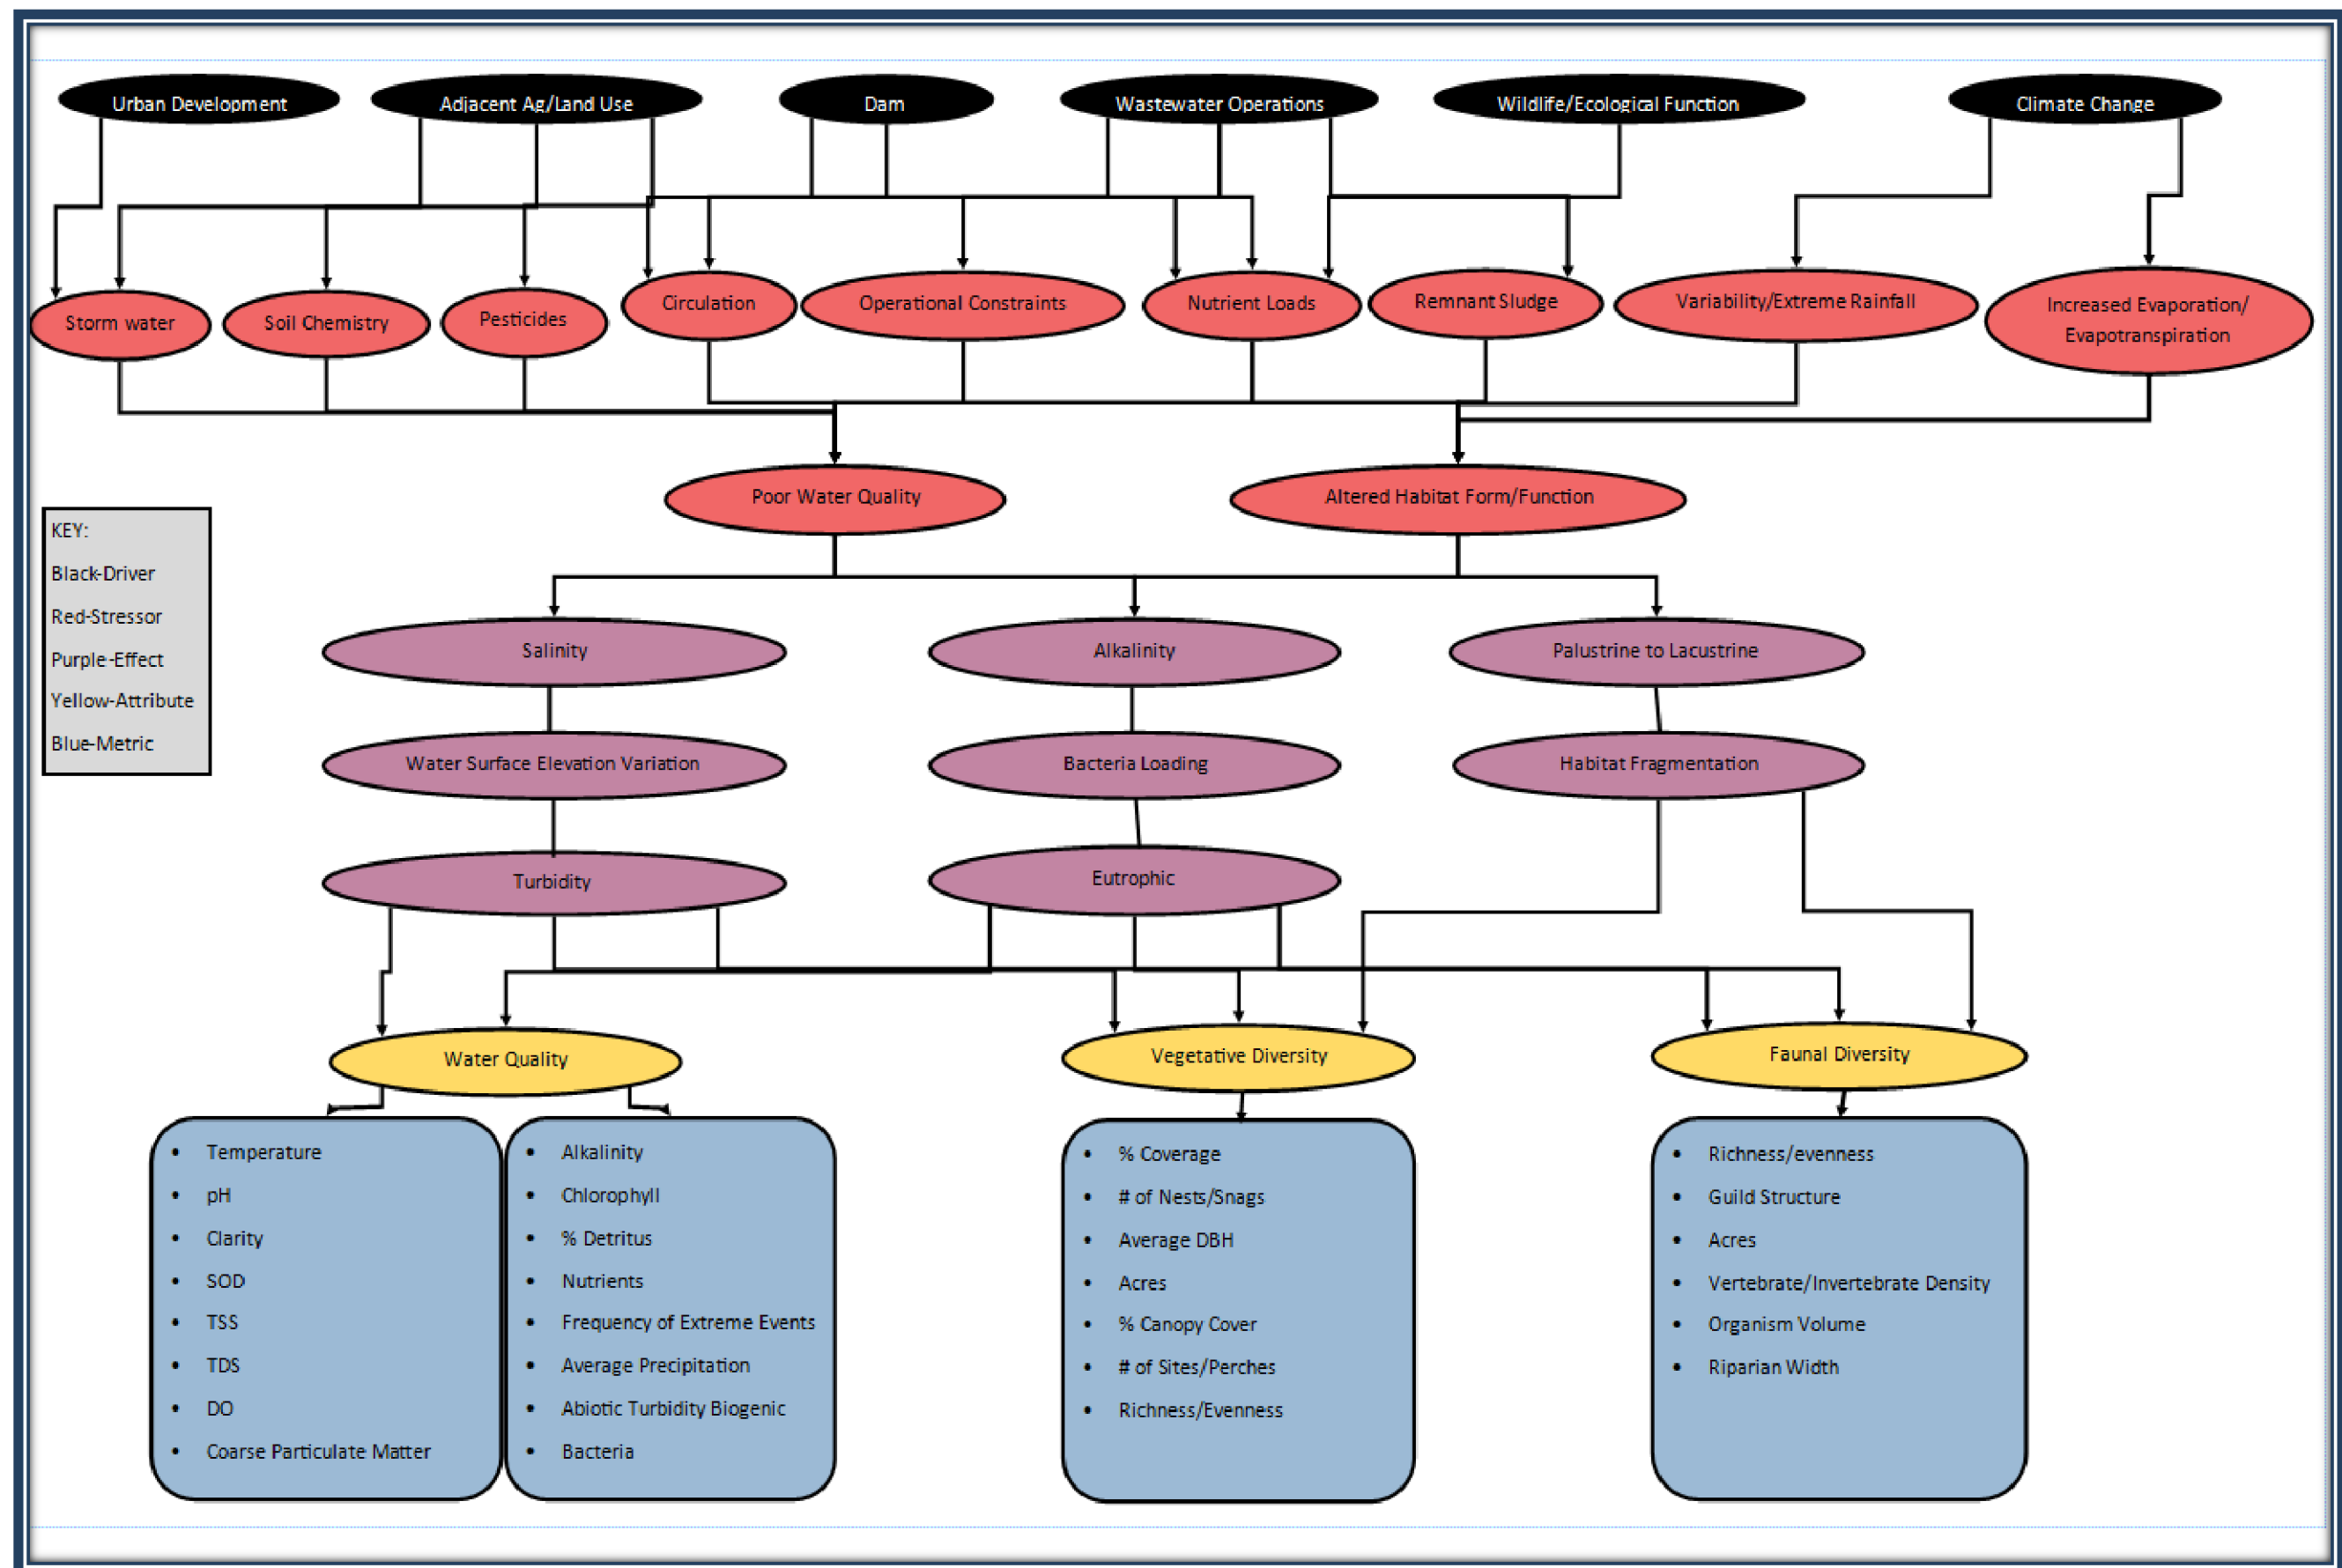 Urban Development
Adjacent Ag/Land Use
Dam
Wastewater Operations
Wildlife/Ecological Function
Climate Change
Storm water
Soil Chemistry
Pesticides
Circulation
Operational Constraints
Nutrient Loads
Remnant Sludge
Variability/Extreme Rainfall
Increased Evaporation/
Evapotranspiration
Poor Water Quality
Altered Habitat Form/Function
KEY:
Black-Driver
Red-Stressor
Purple-Effect
Yellow-Attribute
Blue-Metric
Salinity
Alkalinity
Palustrine to Lacustrine
Water Surface Elevation Variation
Bacteria Loading
Habitat Fragmentation
Turbidity
Eutrophic
Water Quality
Vegetative Diversity
Faunal Diversity
• Temperature
• pH
• Clarity
• SOD
• TSS
• TDS
• DO
• Coarse Particulate Matter
• Alkalinity
• Chlorophyll
• % Detritus
• Nutrients
• Frequency of Extreme Events
• Average Precipitation
• Abiotic Turbidity Biogenic
• Bacteria
• % Coverage
• # of Nests/Snags
• Average DBH
• Acres
• % Canopy Cover
• # of Sites/Perches
• Richness/Evenness
• Richness/evenness
• Guild Structure
• Acres
• Vertebrate/Invertebrate Density
• Organism Volume
• Riparian Width